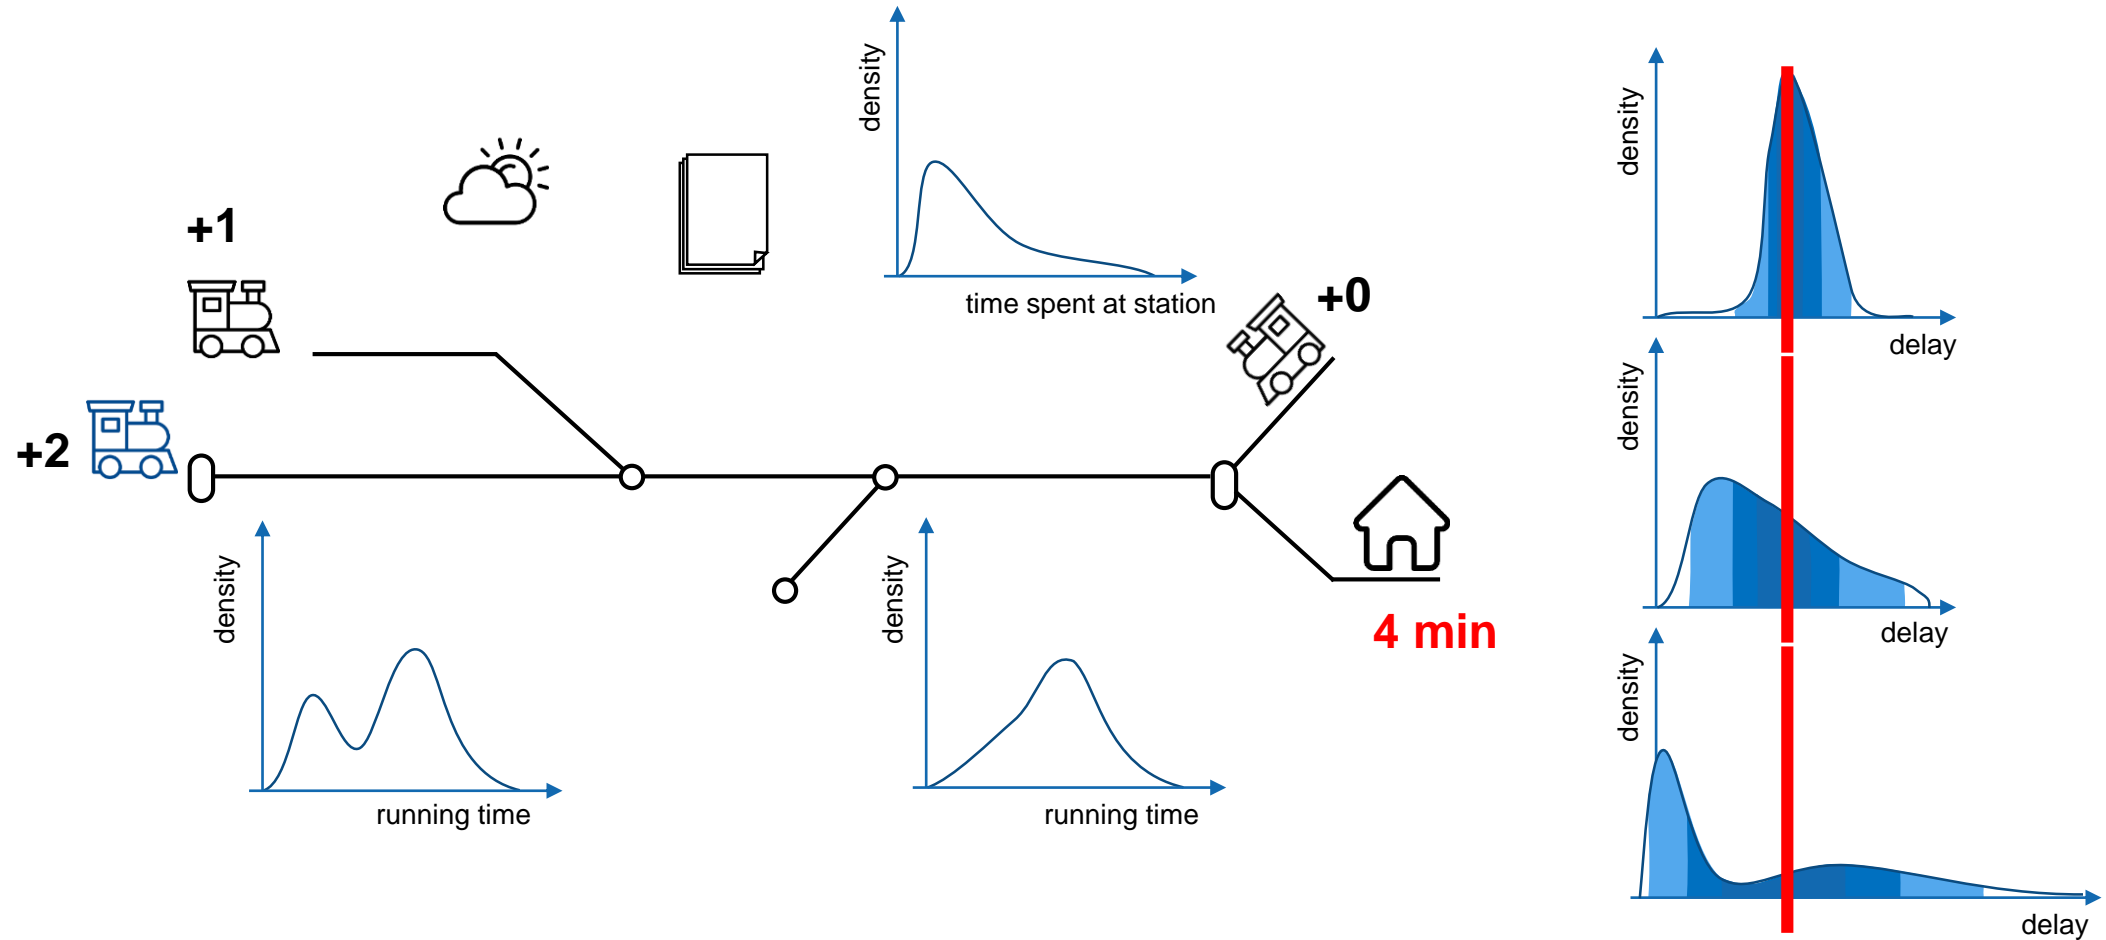 density
time spent at station
+1
+2
+0
4 min
density
running time
density
running time
density
delay
density
delay
density
delay